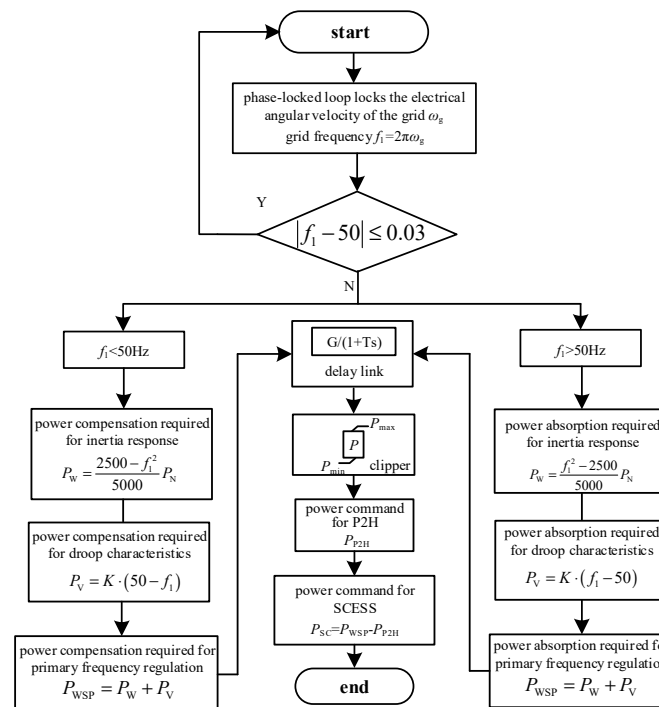 start
phase-locked loop locks the electrical
angular velocity of the grid ωg
grid frequency f1=2πωg
Y
|f1 − 50| ≤ 0.03
N
f1<50Hz
power compensation required
for inertia response
PW = (2500 − f1²)/5000 PN
power compensation required
for droop characteristics
PV = K · (50 − f1)
power compensation required for
primary frequency regulation
PWSP = PW + PV
G/(1+Ts)
delay link
Pmax
P
Pmin
clipper
power command
for P2H
PP2H
power command for
SCESS
PSC=PWSP-PP2H
end
f1>50Hz
power absorption required
for inertia response
PW = (f1² − 2500)/5000 PN
power absorption required
for droop characteristics
PV = K · (f1 − 50)
power absorption required for
primary frequency regulation
PWSP = PW + PV